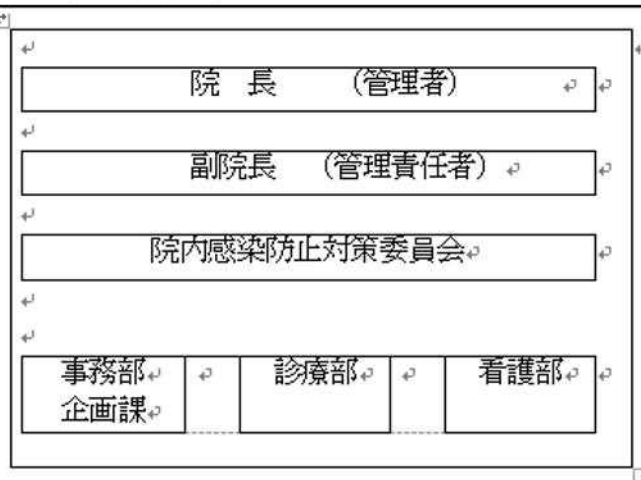 院　長　　（管理者）
副院長　　（管理責任者）
院内感染防止対策委員会
事務部　診療部　看護部
企画課